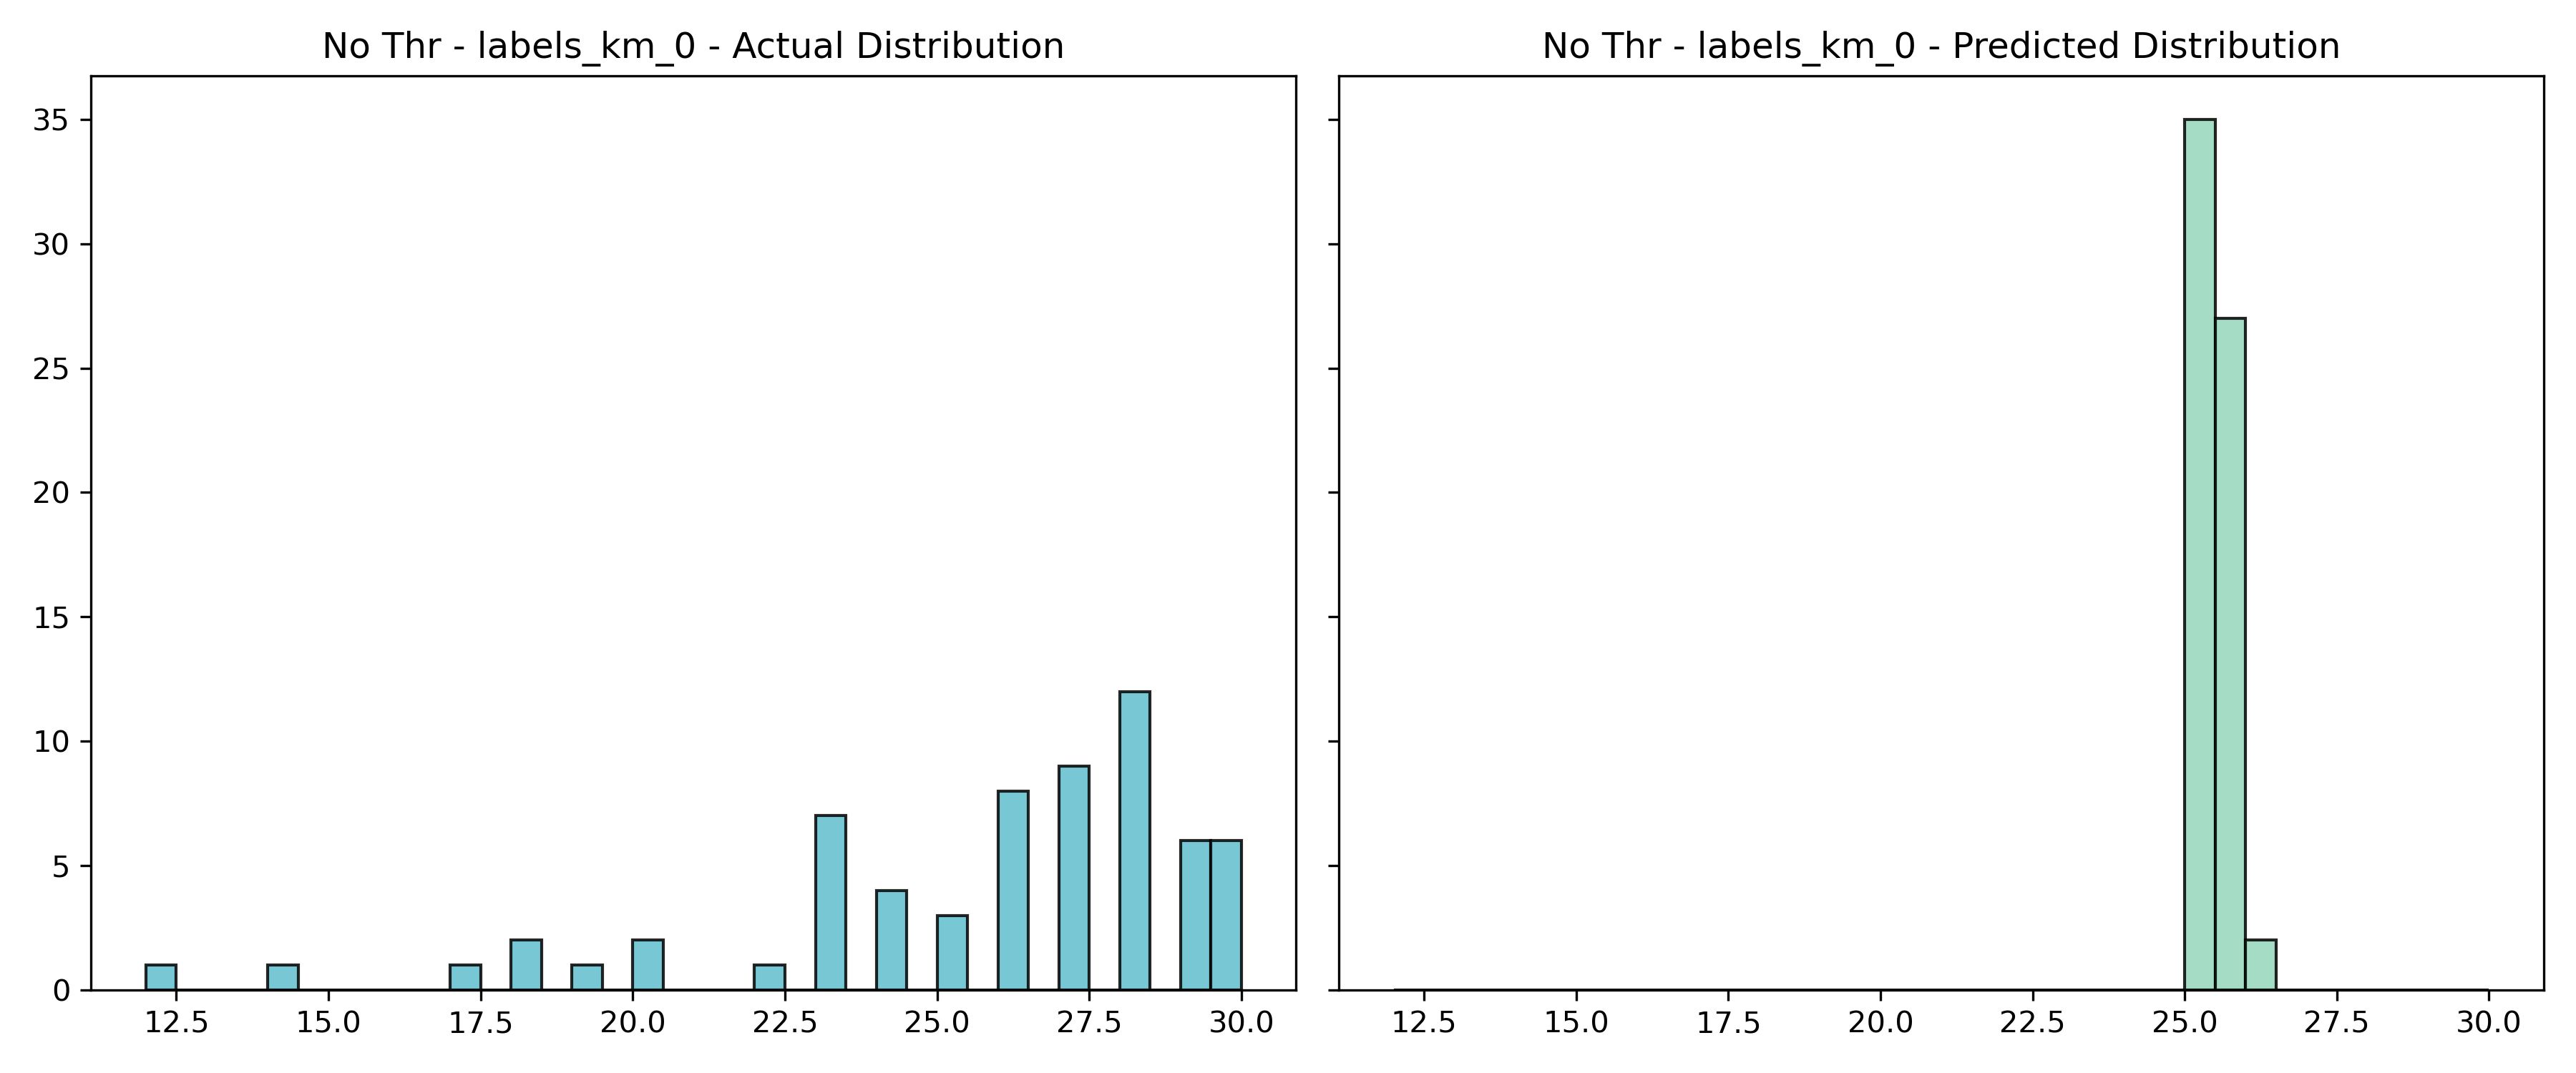 No Thr - labels_km_0 - Actual Distribution
No Thr - labels_km_0 - Predicted Distribution
35
30
25
20
15
10
5
0
12.5 15.0 17.5 20.0 22.5 25.0 27.5 30.0
12.5 15.0 17.5 20.0 22.5 25.0 27.5 30.0